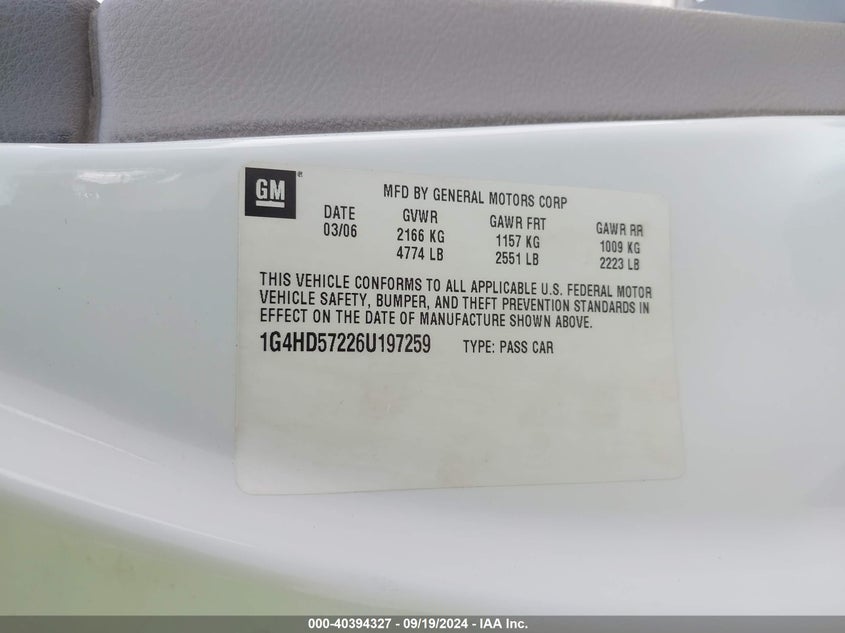 GM®
MFD BY GENERAL MOTORS CORP
DATE GVWR GAWR FRT GAWR RR
03/06 2166 KG 1157 KG 1009 KG
4774 LB 2551 LB 2223 LB
THIS VEHICLE CONFORMS TO ALL APPLICABLE U.S. FEDERAL MOTOR
VEHICLE SAFETY, BUMPER, AND THEFT PREVENTION STANDARDS IN
EFFECT ON THE DATE OF MANUFACTURE SHOWN ABOVE.
1G4HD57226U197259 TYPE: PASS CAR
000-40394327 - 09/19/2024 - IAA Inc.